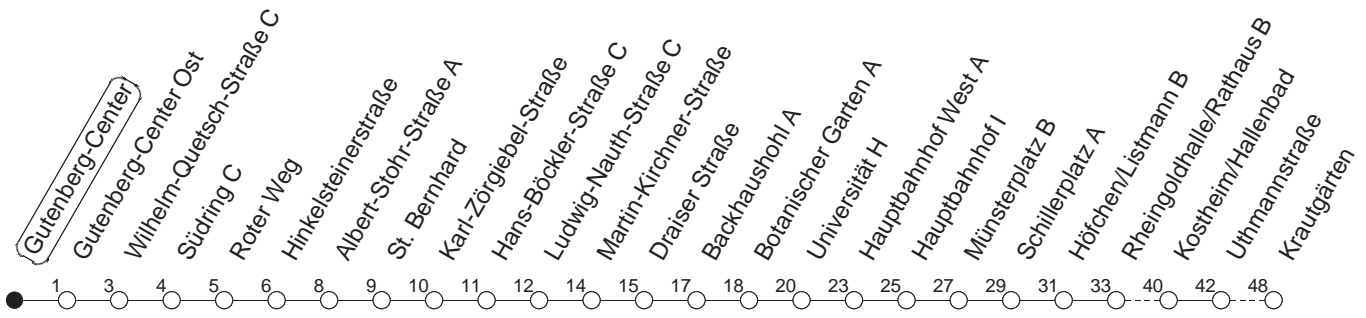 Gutenberg-Center
Gutenberg-Center Ost
Wilhelm-Quetsch-Straße C
Südring C
Roter Weg
Hinkelsteinerstraße
Albert-Stohr-Straße A
St. Bernhard
Karl-Zörgiebel-Straße
Hans-Böckler-Straße C
Ludwig-Nauth-Straße C
Martin-Kirchner-Straße
Draiser Straße
Backhaushohl A
Botanischer Garten A
Universität H
Hauptbahnhof West A
Hauptbahnhof I
Münsterplatz B
Schillerplatz A
Höfchen/Listmann B
Rheingoldhalle/Rathaus B
Kostheim/Hallenbad
Uthmannstraße
Krautgärten
1 3 4 5 6 8 9 10 11 12 14 15 17 18 20 23 25 27 29 31 33 40 42 48